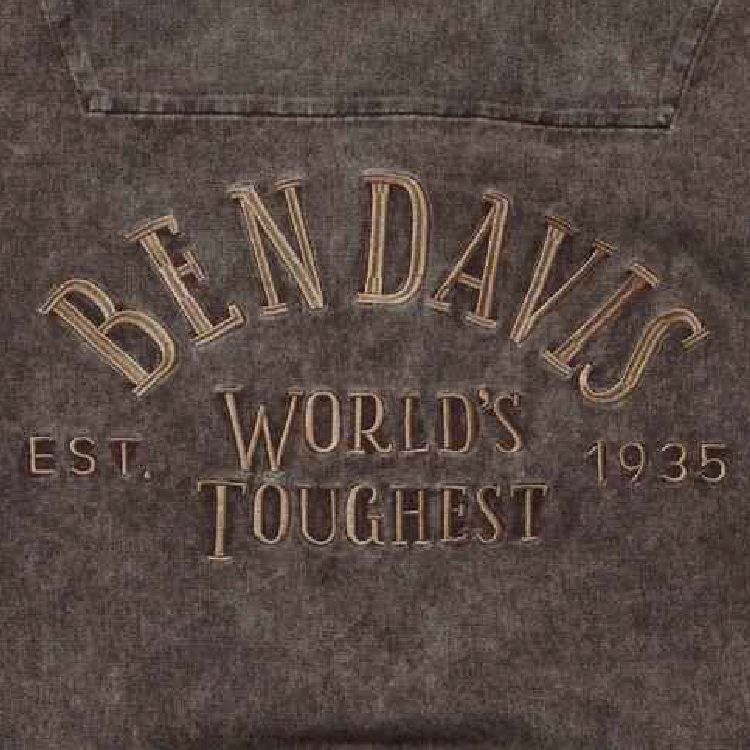 BEN DAVIS
WORLD'S
EST. 1935
TOUGHEST